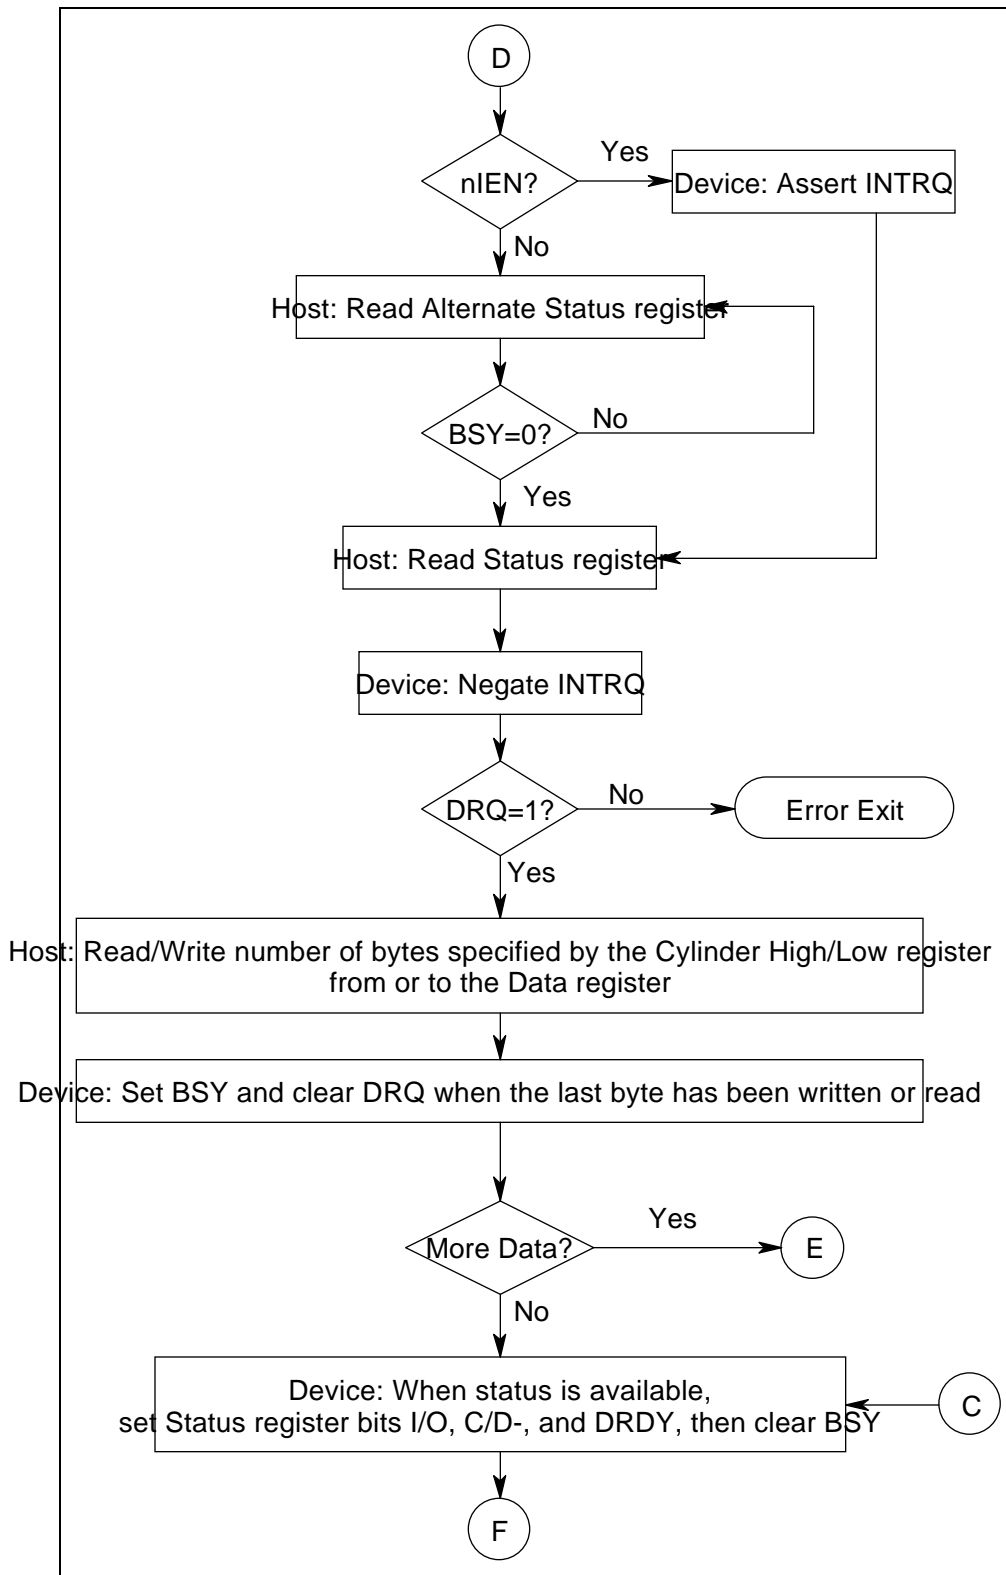 D
nIEN?
Yes
Device: Assert INTRQ
No
Host: Read Alternate Status register
BSY=0?
No
Yes
Host: Read Status register
Device: Negate INTRQ
DRQ=1?
No
Error Exit
Yes
Host: Read/Write number of bytes specified by the Cylinder High/Low register
from or to the Data register
Device: Set BSY and clear DRQ when the last byte has been written or read
More Data?
Yes
E
No
Device: When status is available,
set Status register bits I/O, C/D-, and DRDY, then clear BSY
C
F